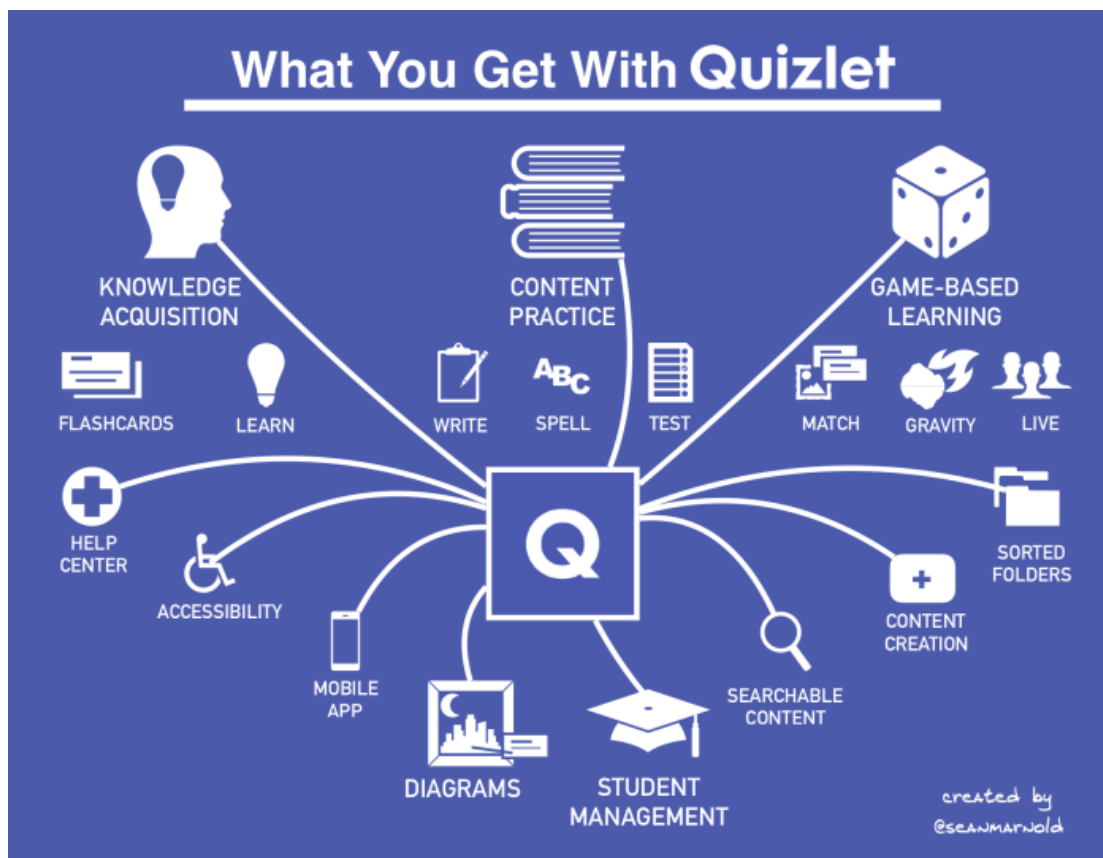 What You Get With Quizlet
KNOWLEDGE
ACQUISITION
CONTENT
PRACTICE
GAME-BASED
LEARNING
FLASHCARDS
LEARN
WRITE
ABC
SPELL
TEST
MATCH
GRAVITY
LIVE
HELP
CENTER
ACCESSIBILITY
MOBILE
APP
DIAGRAMS
Q
STUDENT
MANAGEMENT
SEARCHABLE
CONTENT
CONTENT
CREATION
SORTED
FOLDERS
created by
@seanmarnold